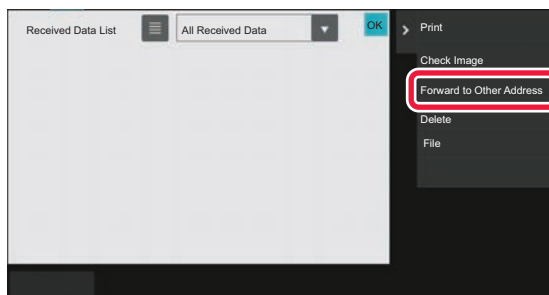 Received Data List
All Received Data
OK
Print
Check Image
Forward to Other Address
Delete
File